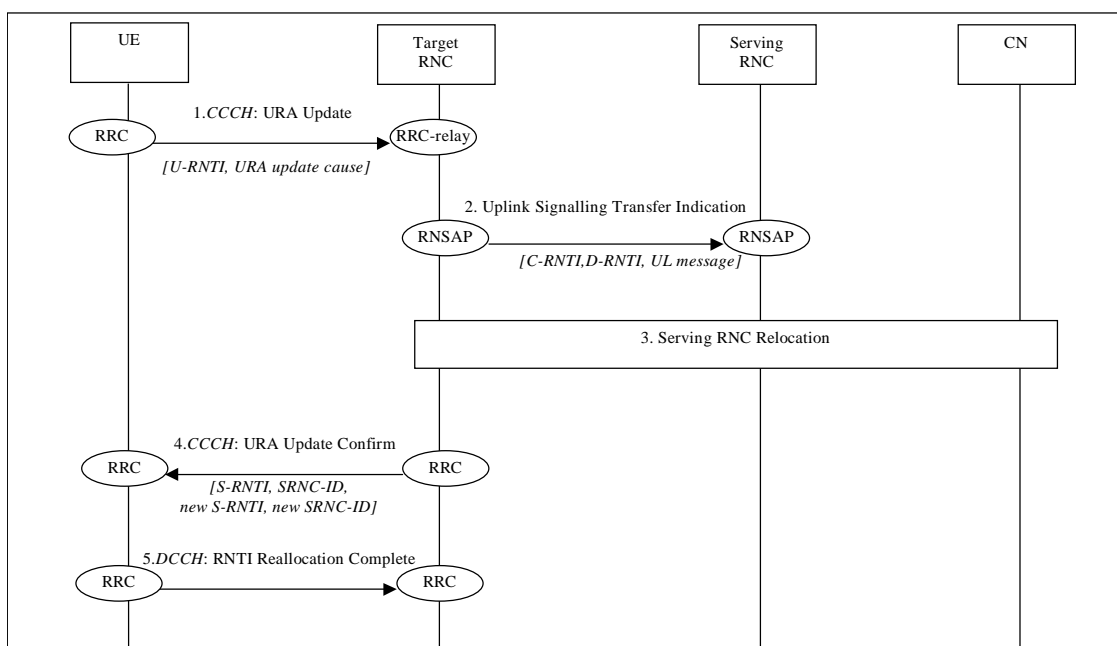 UE
Target
RNC
Serving
RNC
CN
1.CCCH: URA Update
RRC
RRC-relay
[U-RNTI, URA update cause]
2. Uplink Signalling Transfer Indication
RNSAP
RNSAP
[C-RNTI,D-RNTI, UL message]
3. Serving RNC Relocation
4.CCCH: URA Update Confirm
RRC
RRC
[S-RNTI, SRNC-ID,
new S-RNTI, new SRNC-ID]
5.DCCH: RNTI Reallocation Complete
RRC
RRC